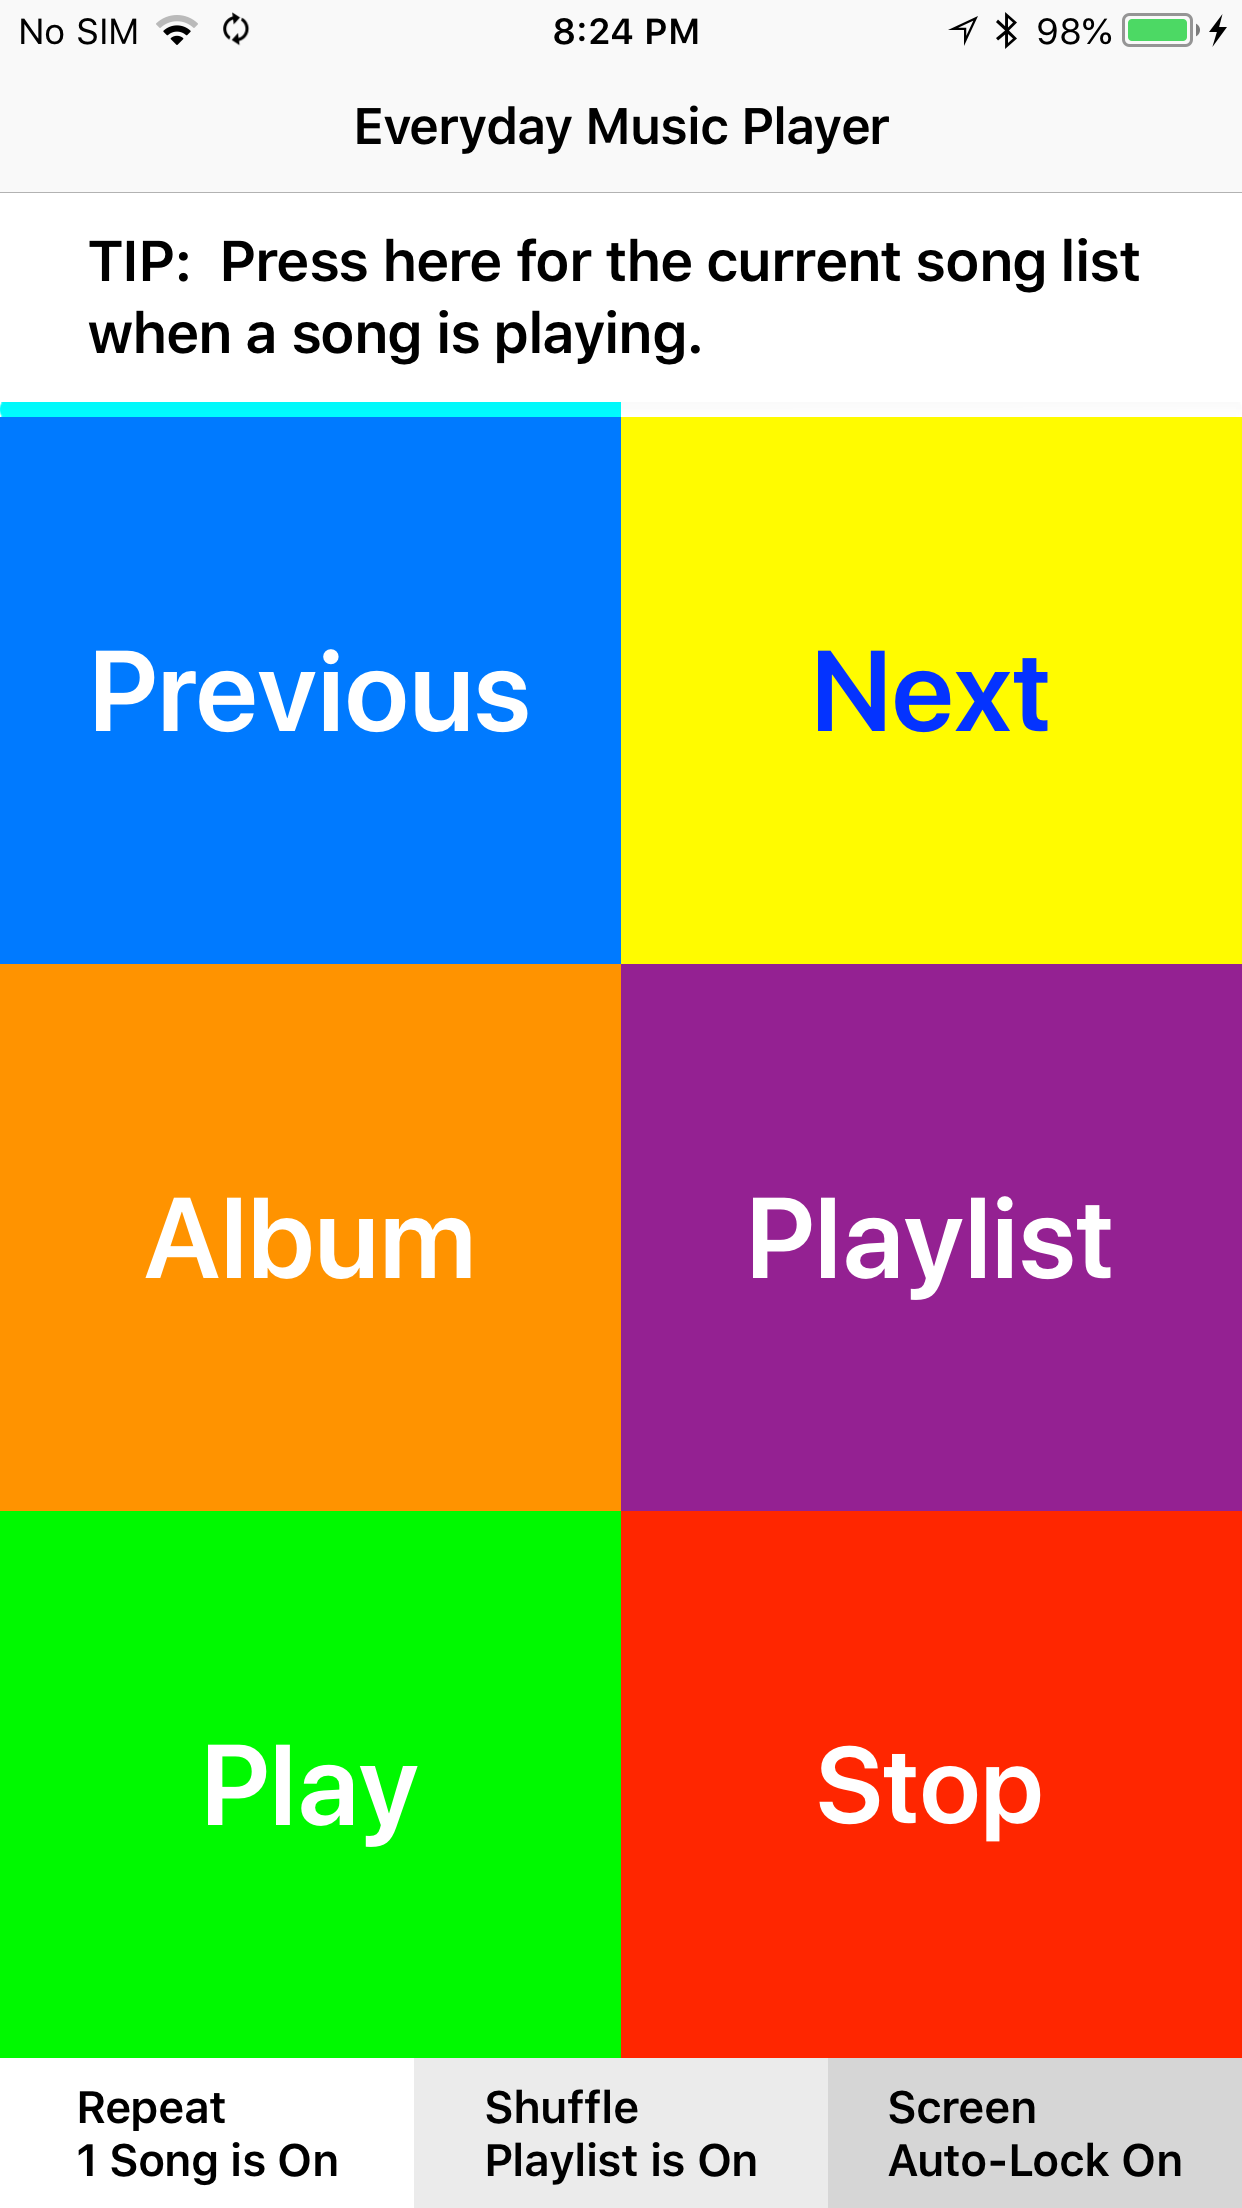 No SIM 8:24 PM 98%
Everyday Music Player
TIP:  Press here for the current song list
when a song is playing.
Previous Next
Album Playlist
Play Stop
Repeat Shuffle Screen
1 Song is On Playlist is On Auto-Lock On